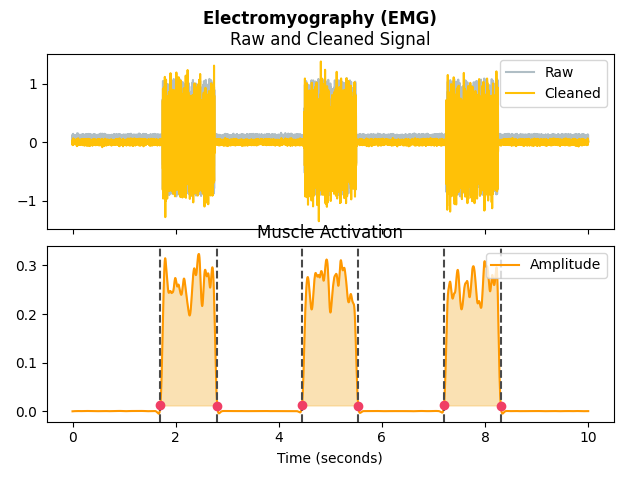 Electromyography (EMG)
Raw and Cleaned Signal
Raw
Cleaned
1
0
−1
Muscle Activation
Amplitude
0.3
0.2
0.1
0.0
0 2 4 6 8 10
Time (seconds)